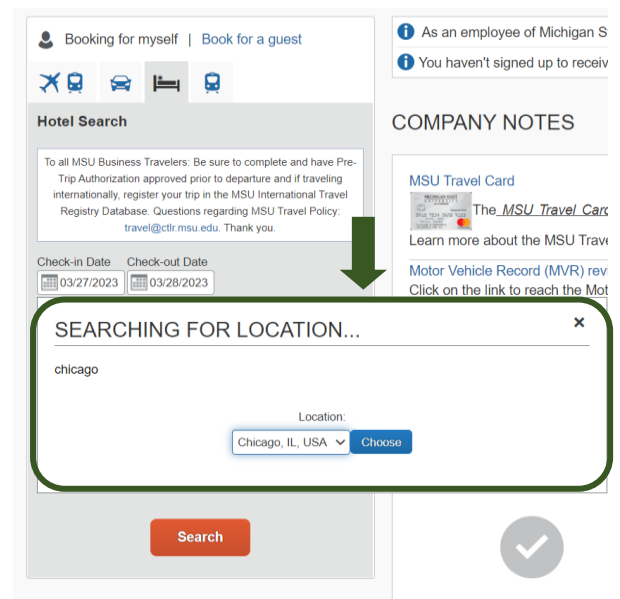 Booking for myself | Book for a guest
Hotel Search
To all MSU Business Travelers: Be sure to complete and have Pre-
Trip Authorization approved prior to departure and if traveling
internationally, register your trip in the MSU International Travel
Registry Database. Questions regarding MSU Travel Policy:
travel@ctlr.msu.edu. Thank you.
Check-in Date Check-out Date
03/27/2023 03/28/2023
As an employee of Michigan S
You haven't signed up to receiv
COMPANY NOTES
MSU Travel Card
The MSU Travel Card
Learn more about the MSU Trave
Motor Vehicle Record (MVR) revi
Click on the link to reach the Mot
SEARCHING FOR LOCATION...
×
chicago
Location:
Chicago, IL, USA Choose
Search